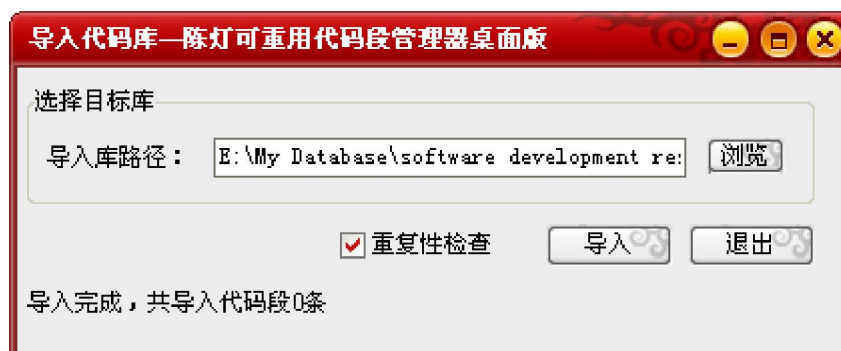 导入代码库—陈灯可重用代码段管理器桌面版
选择目标库
导入库路径： E:\My Database\software development re: 浏览
重复性检查 导入 退出
导入完成，共导入代码段0条